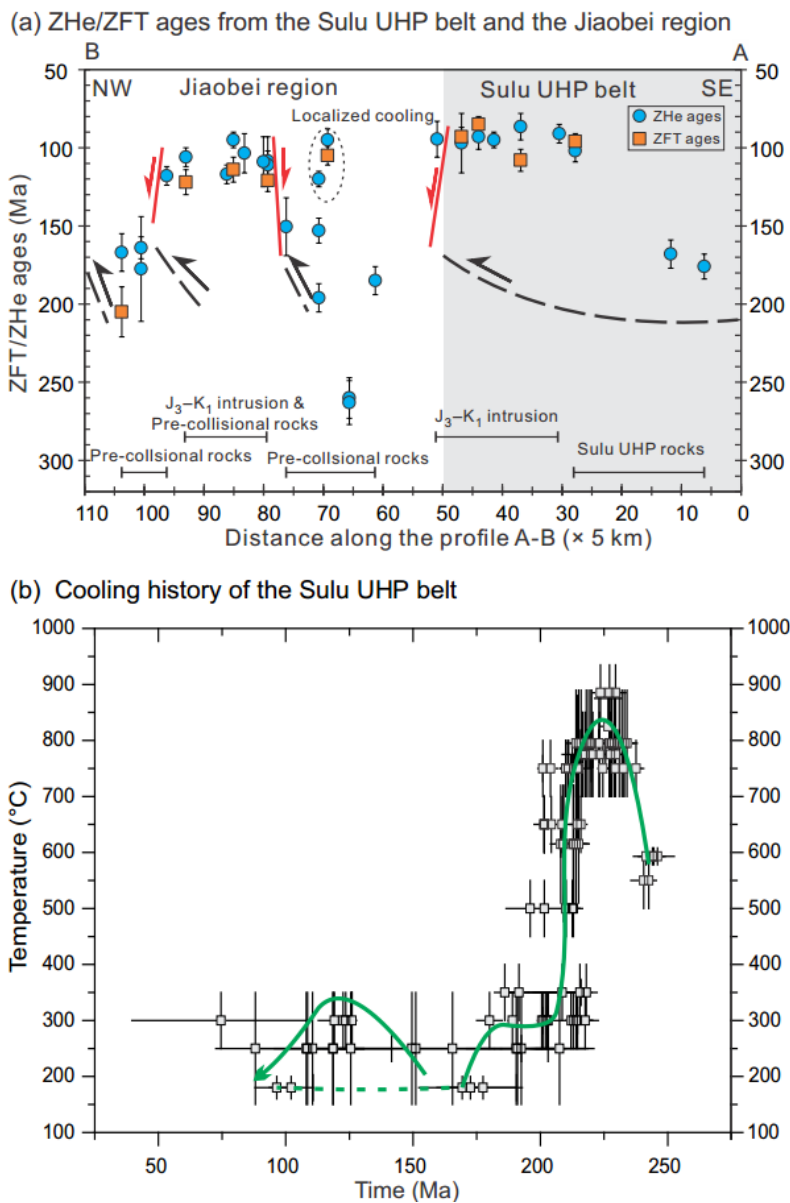 (a) ZHe/ZFT ages from the Sulu UHP belt and the Jiaobei region
B
A
50
NW
Jiaobei region
Sulu UHP belt
SE
50
Localized cooling
ZHe ages
ZFT ages
100
100
150
150
200
200
250
250
300
300
ZFT/ZHe ages (Ma)
J3–K1 intrusion &
Pre-collisional rocks
J3–K1 intrusion
Pre-collsional rocks
Pre-collsional rocks
Sulu UHP rocks
110 100 90 80 70 60 50 40 30 20 10 0
Distance along the profile A-B (× 5 km)
(b) Cooling history of the Sulu UHP belt
1000
1000
900
900
800
800
700
700
600
600
500
500
400
400
300
300
200
200
100
100
Temperature (°C)
50 100 150 200 250
Time (Ma)